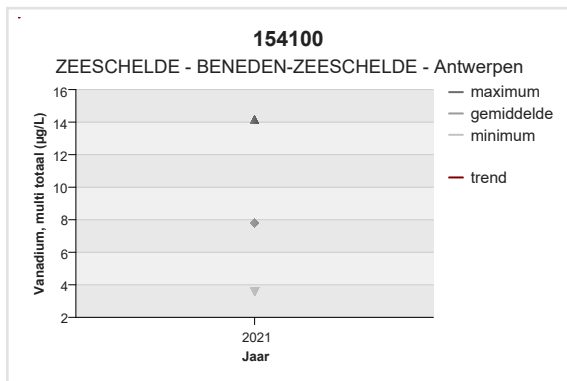 154100
ZEESCHELDE - BENEDEN-ZEESCHELDE - Antwerpen
Vanadium, multi totaal (µg/L)
16
14
12
10
8
6
4
2
2021
Jaar
maximum
gemiddelde
minimum
trend